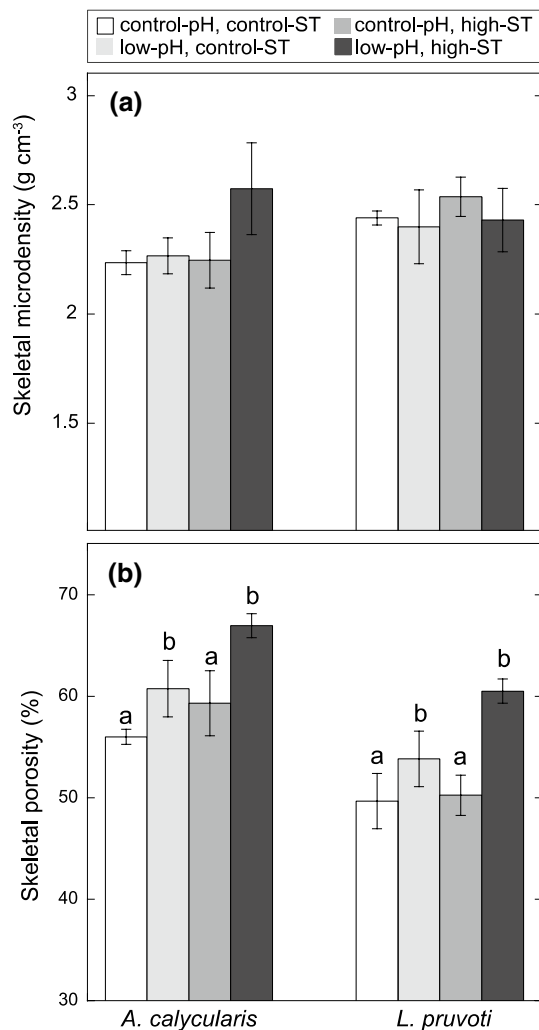 control-pH, control-ST control-pH, high-ST
low-pH, control-ST low-pH, high-ST
(a)
Skeletal microdensity (g cm⁻³)
3
2.5
2
1.5
(b)
Skeletal porosity (%)
70
60
50
40
30
a b a b
a b a b
A. calycularis L. pruvoti